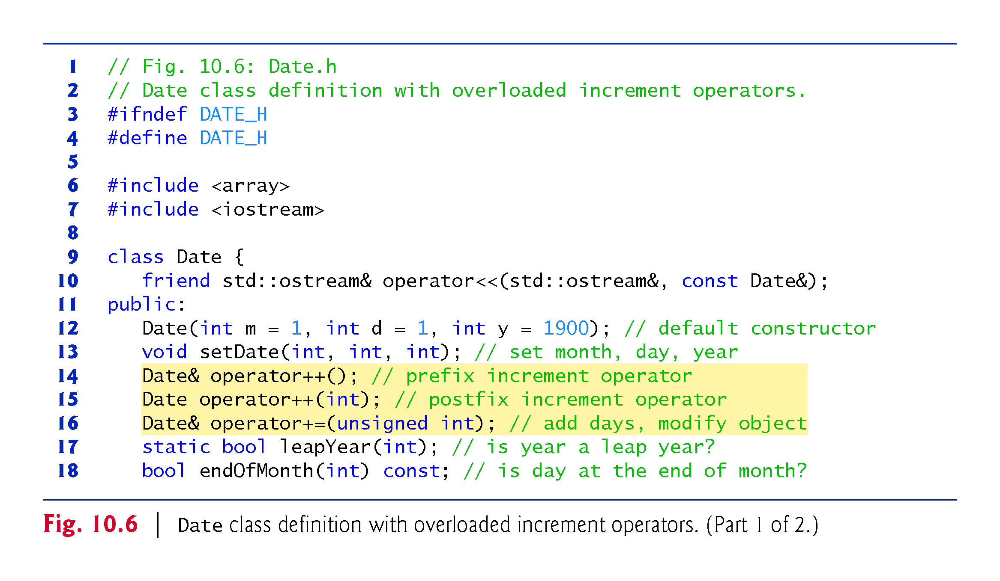 1 // Fig. 10.6: Date.h
2 // Date class definition with overloaded increment operators.
3 #ifndef DATE_H
4 #define DATE_H
5
6 #include <array>
7 #include <iostream>
8
9 class Date {
10    friend std::ostream& operator<<(std::ostream&, const Date&);
11 public:
12    Date(int m = 1, int d = 1, int y = 1900); // default constructor
13    void setDate(int, int, int); // set month, day, year
14    Date& operator++(); // prefix increment operator
15    Date operator++(int); // postfix increment operator
16    Date& operator+=(unsigned int); // add days, modify object
17    static bool leapYear(int); // is year a leap year?
18    bool endOfMonth(int) const; // is day at the end of month?
Fig. 10.6 | Date class definition with overloaded increment operators. (Part 1 of 2.)